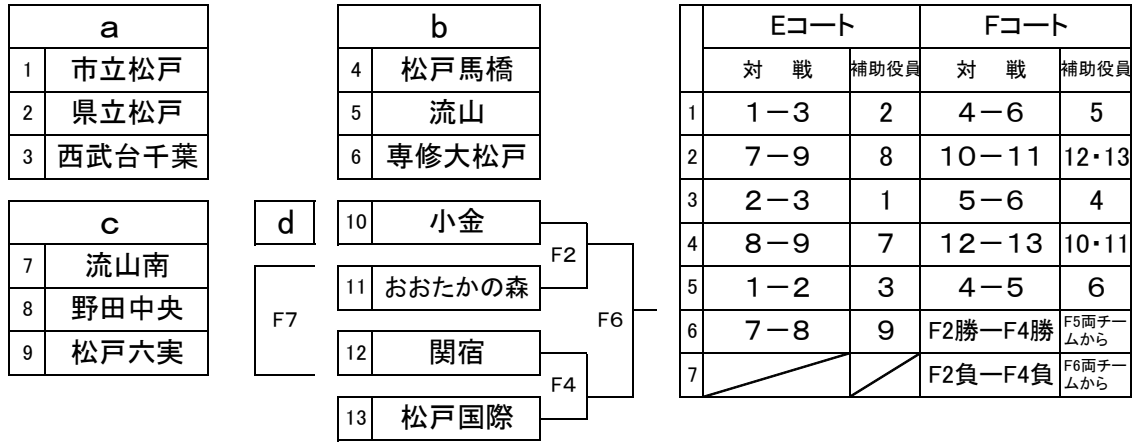 a
1 市立松戸
2 県立松戸
3 西武台千葉
b
4 松戸馬橋
5 流山
6 専修大松戸
c
7 流山南
8 野田中央
9 松戸六実
d
10 小金
11 おおたかの森
12 関宿
13 松戸国際
F2
F4
F6
F7
Eコート Fコート
対 戦 補助役員 対 戦 補助役員
1 1－3 2 4－6 5
2 7－9 8 10－11 12・13
3 2－3 1 5－6 4
4 8－9 7 12－13 10・11
5 1－2 3 4－5 6
6 7－8 9 F2勝ーF4勝 F5両チー
ムから
7 F2負ーF4負 F6両チー
ムから